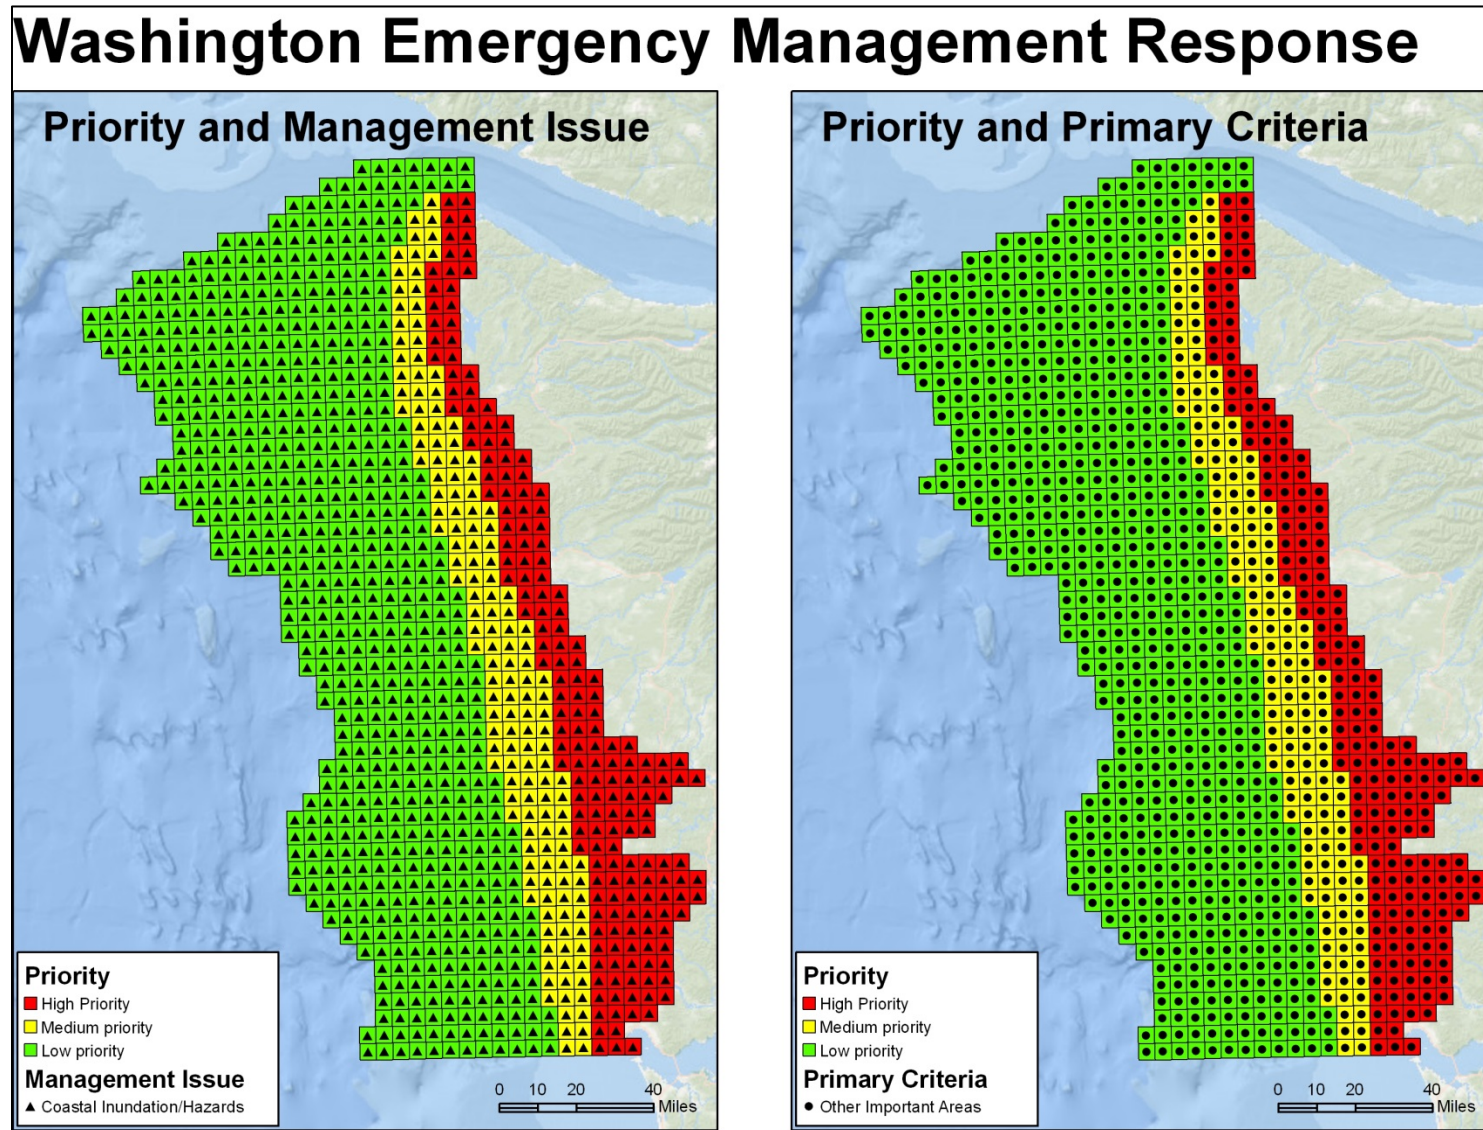 Washington Emergency Management Response
Priority and Management Issue
Priority
High Priority
Medium priority
Low priority
Management Issue
Coastal Inundation/Hazards
0 10 20 40
Miles
Priority and Primary Criteria
Priority
High Priority
Medium priority
Low priority
Primary Criteria
Other Important Areas
0 10 20 40
Miles